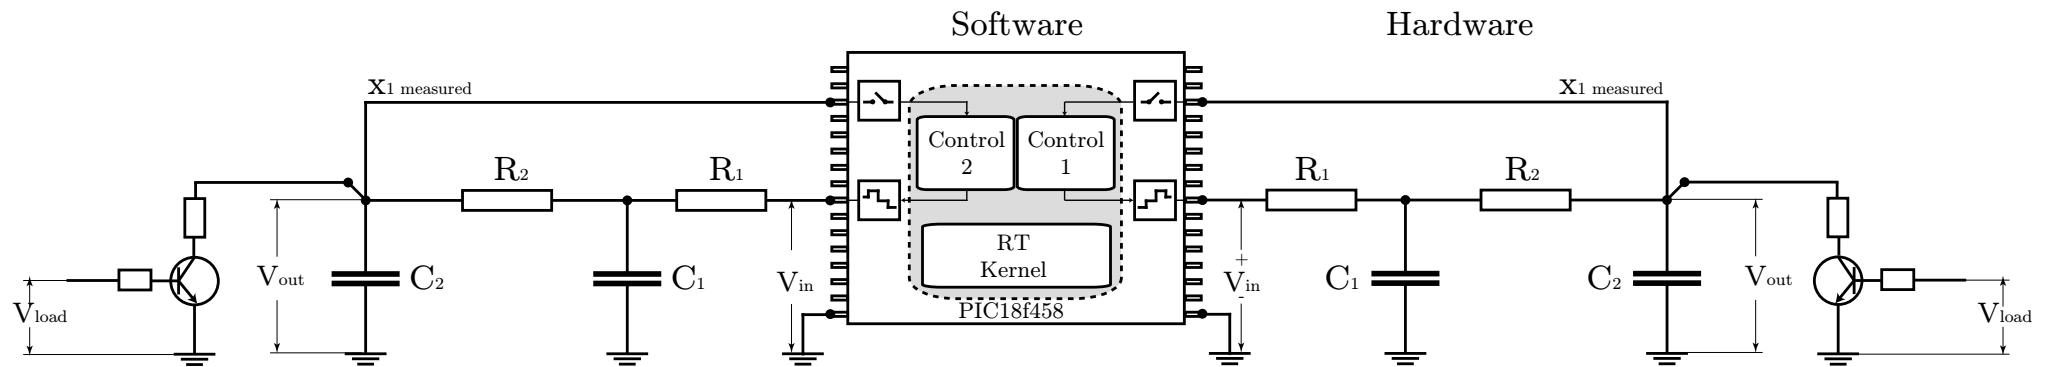 Software
Hardware
x1 measured
x1 measured
Control
2
Control
1
R2
R1
R1
R2
RT
Kernel
Vout
C2
C1
Vin
+
Vin
-
C1
C2
Vout
Vload
PIC18f458
Vload